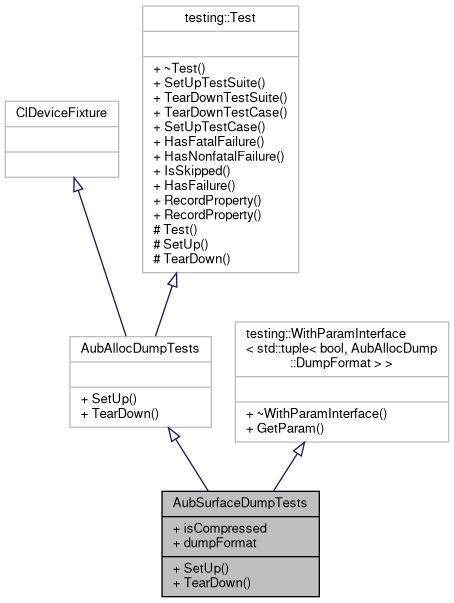 testing::Test
+ ~Test()
+ SetUpTestSuite()
+ TearDownTestSuite()
+ TearDownTestCase()
+ SetUpTestCase()
+ HasFatalFailure()
+ HasNonfatalFailure()
+ IsSkipped()
+ HasFailure()
+ RecordProperty()
+ RecordProperty()
# Test()
# SetUp()
# TearDown()
ClDeviceFixture
AubAllocDumpTests
+ SetUp()
+ TearDown()
testing::WithParamInterface
< std::tuple< bool, AubAllocDump
::DumpFormat > >
+ ~WithParamInterface()
+ GetParam()
AubSurfaceDumpTests
+ isCompressed
+ dumpFormat
+ SetUp()
+ TearDown()